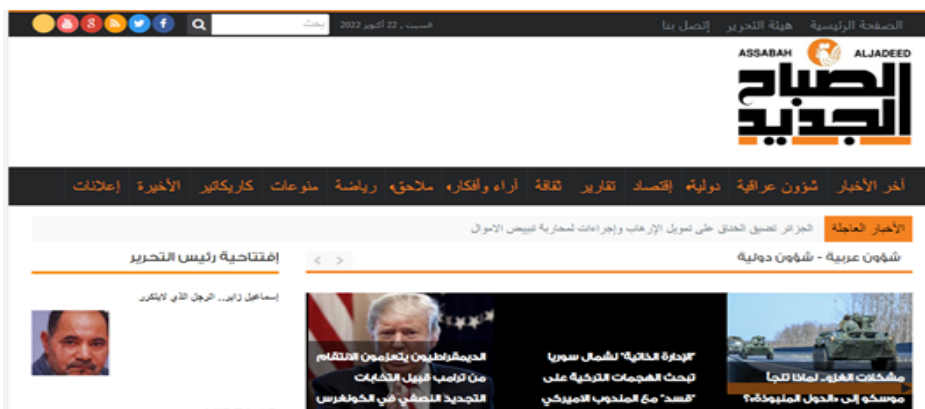 الصفحة الرئيسية هيئة التحرير إتصل بنا
السبت , 22 أكتوبر 2022
بحث
ASSABAH ALJADEED
الصباح الجديد
آخر الأخبار شؤون عراقية دولية إقتصاد تقارير ثقافة آراء وأفكار ملاحق رياضة منوعات كاريكاتير الأخيرة إعلانات
الأخبار العاجلة الجزائر تضييق الخناق على تمويل الإرهاب وإجراءات لمحاربة تبييض الاموال
شؤون عربية - شؤون دولية
إفتتاحية رئيس التحرير
إسماعيل زاير.. الرجل الذي لايتكرر
مشكلات الغزو.. لماذا تلجأ
موسكو إلى «الدول المنبوذة»؟
"الإدارة الذاتية" لشمال سوريا
تبحث الهجمات التركية على
"قسد" مع المندوب الاميركي
الديمقراطيون يتعزمون الانتقام
من ترامب قبيل انتخابات
التجديد النصفي في الكونغرس